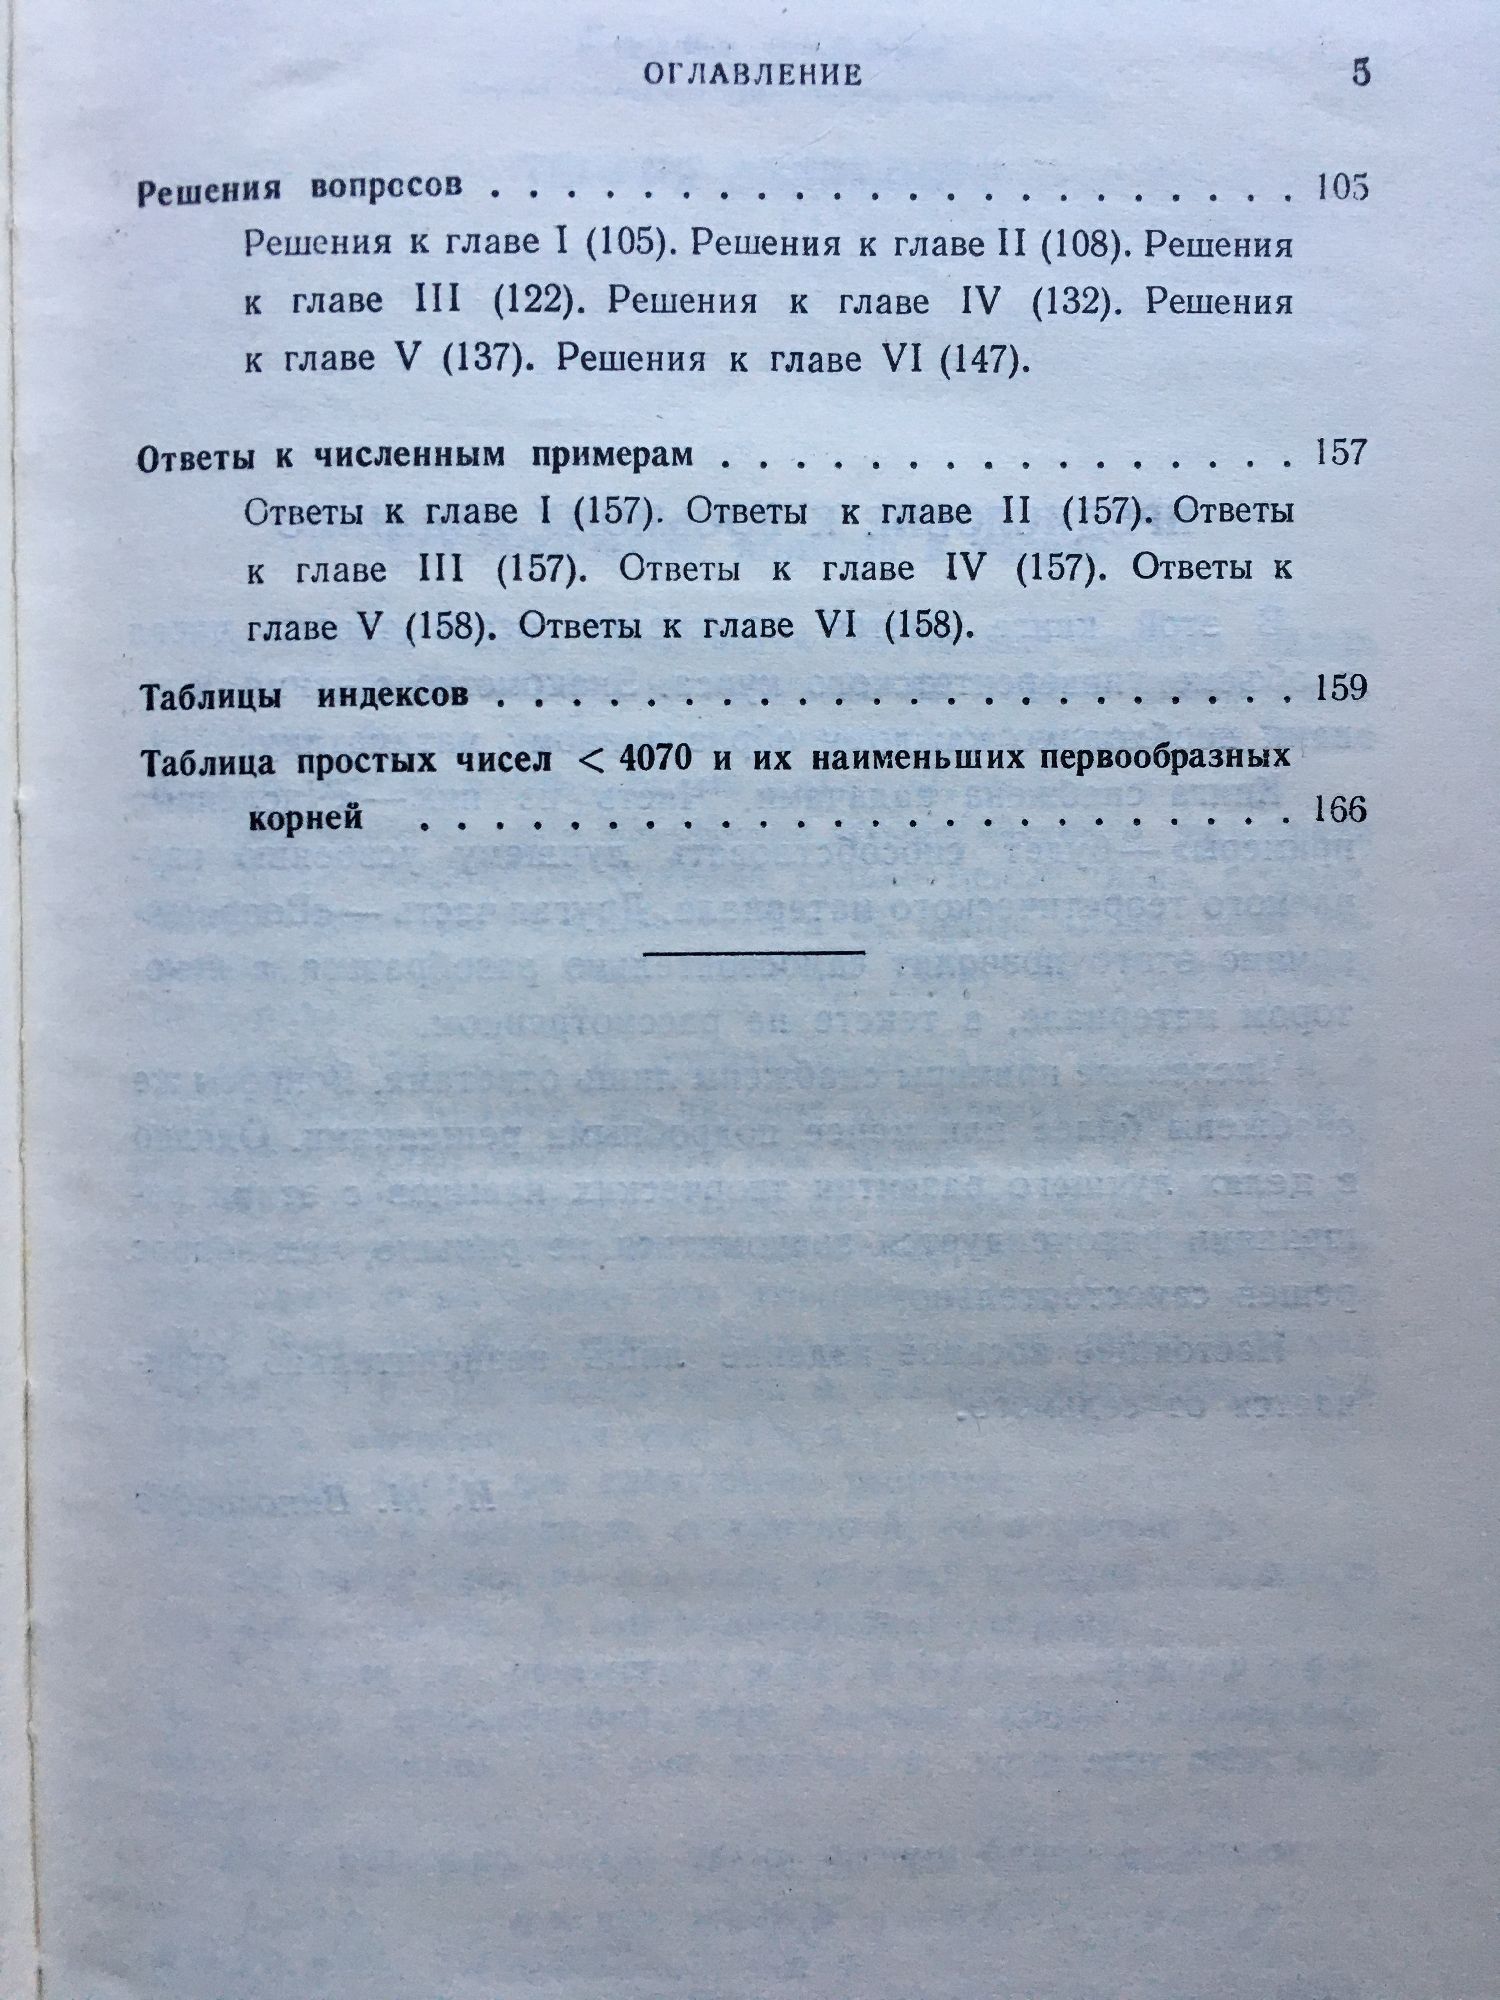 ОГЛАВЛЕНИЕ 5
Решения вопросов . . . . . . . . . . . . . . . . . . . . . . 105
Решения к главе I (105). Решения к главе II (108). Решения
к главе III (122). Решения к главе IV (132). Решения
к главе V (137). Решения к главе VI (147).
Ответы к численным примерам . . . . . . . . . . . . . . . . 157
Ответы к главе I (157). Ответы к главе II (157). Ответы
к главе III (157). Ответы к главе IV (157). Ответы к
главе V (158). Ответы к главе VI (158).
Таблицы индексов . . . . . . . . . . . . . . . . . . . . . . 159
Таблица простых чисел < 4070 и их наименьших первообразных
корней . . . . . . . . . . . . . . . . . . . . . . . . 166